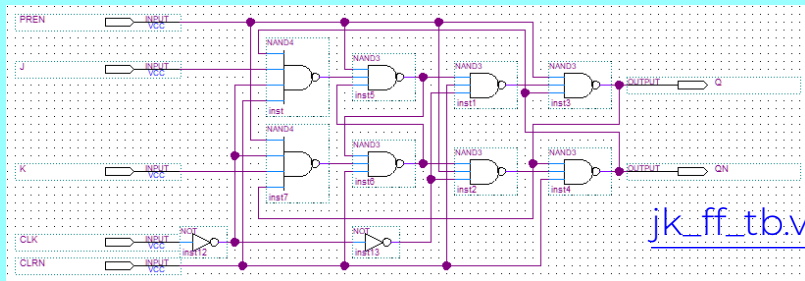 PREN INPUT VCC
NAND4 NAND3 NAND3 NAND3
J INPUT VCC
OUTPUT Q
inst inst5 inst1 inst3
NAND4 NAND3 NAND3 NAND3
K INPUT VCC
OUTPUT QN
inst7 inst6 inst2 inst4
CLK INPUT VCC
NOT NOT
inst12 inst13
CLRN INPUT VCC
jk_ff_tb.v